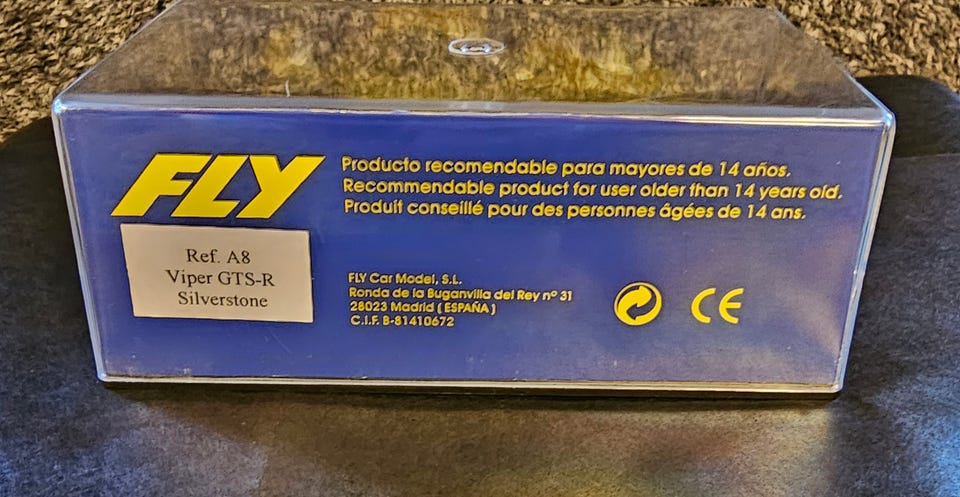 FLY
Producto recomendable para mayores de 14 años.
Recommendable product for user older than 14 years old.
Produit conseillé pour des personnes ágées de 14 ans.
Ref. A8
Viper GTS-R
Silverstone
FLY Car Model, S.L.
Ronda de la Buganvilla del Rey nº 31
28023 Madrid ( ESPAÑA )
C.I.F. B-81410672
CE